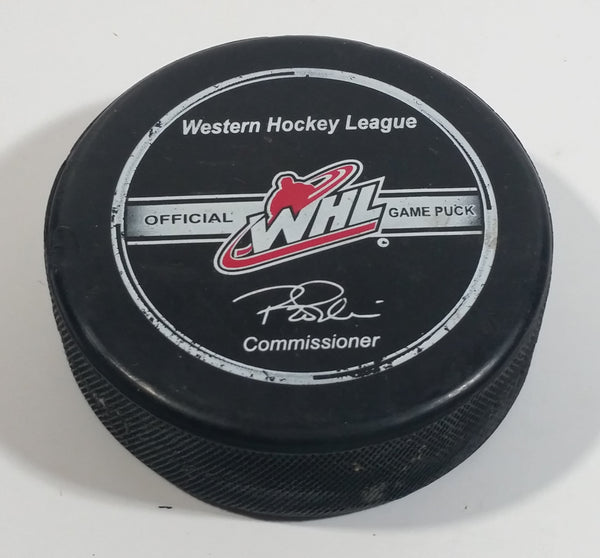 Western Hockey League
OFFICIAL WHL GAME PUCK
Commissioner